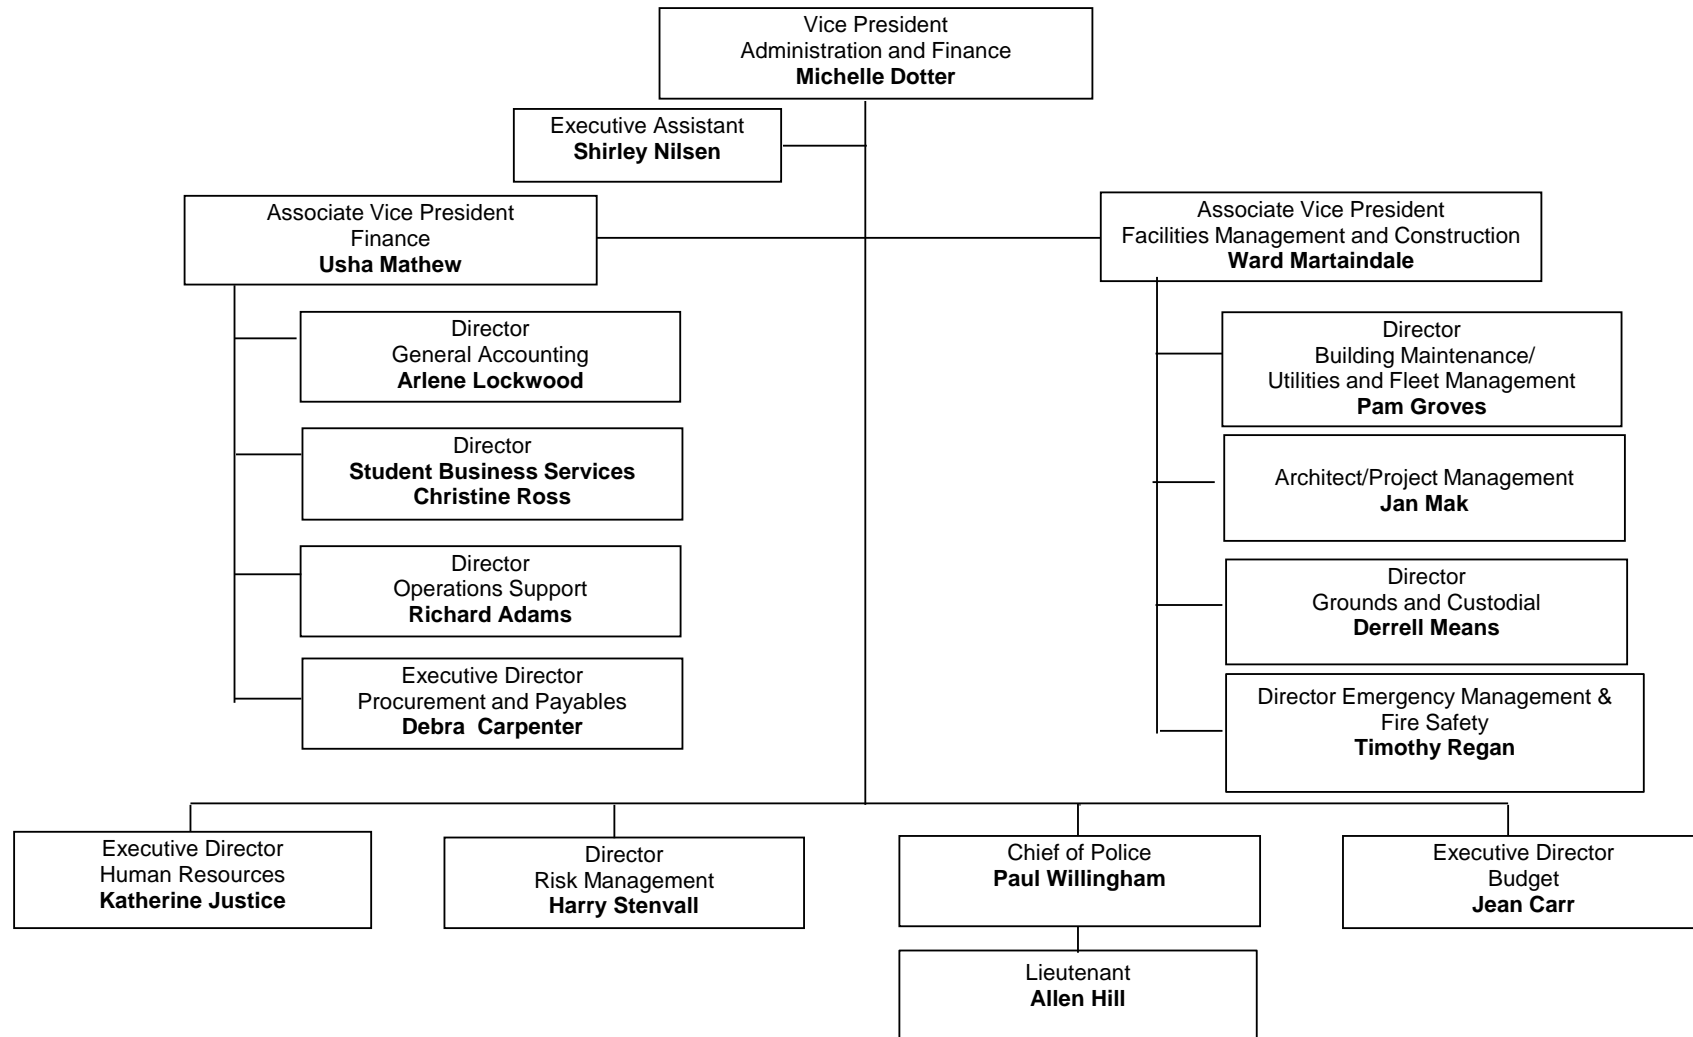 Vice President
Administration and Finance
Michelle Dotter
Executive Assistant
Shirley Nilsen
Associate Vice President
Finance
Usha Mathew
Associate Vice President
Facilities Management and Construction
Ward Martaindale
Director
General Accounting
Arlene Lockwood
Director
Student Business Services
Christine Ross
Director
Operations Support
Richard Adams
Executive Director
Procurement and Payables
Debra  Carpenter
Director
Building Maintenance/
Utilities and Fleet Management
Pam Groves
Architect/Project Management
Jan Mak
Director
Grounds and Custodial
Derrell Means
Director Emergency Management &
Fire Safety
Timothy Regan
Executive Director
Human Resources
Katherine Justice
Director
Risk Management
Harry Stenvall
Chief of Police
Paul Willingham
Lieutenant
Allen Hill
Executive Director
Budget
Jean Carr